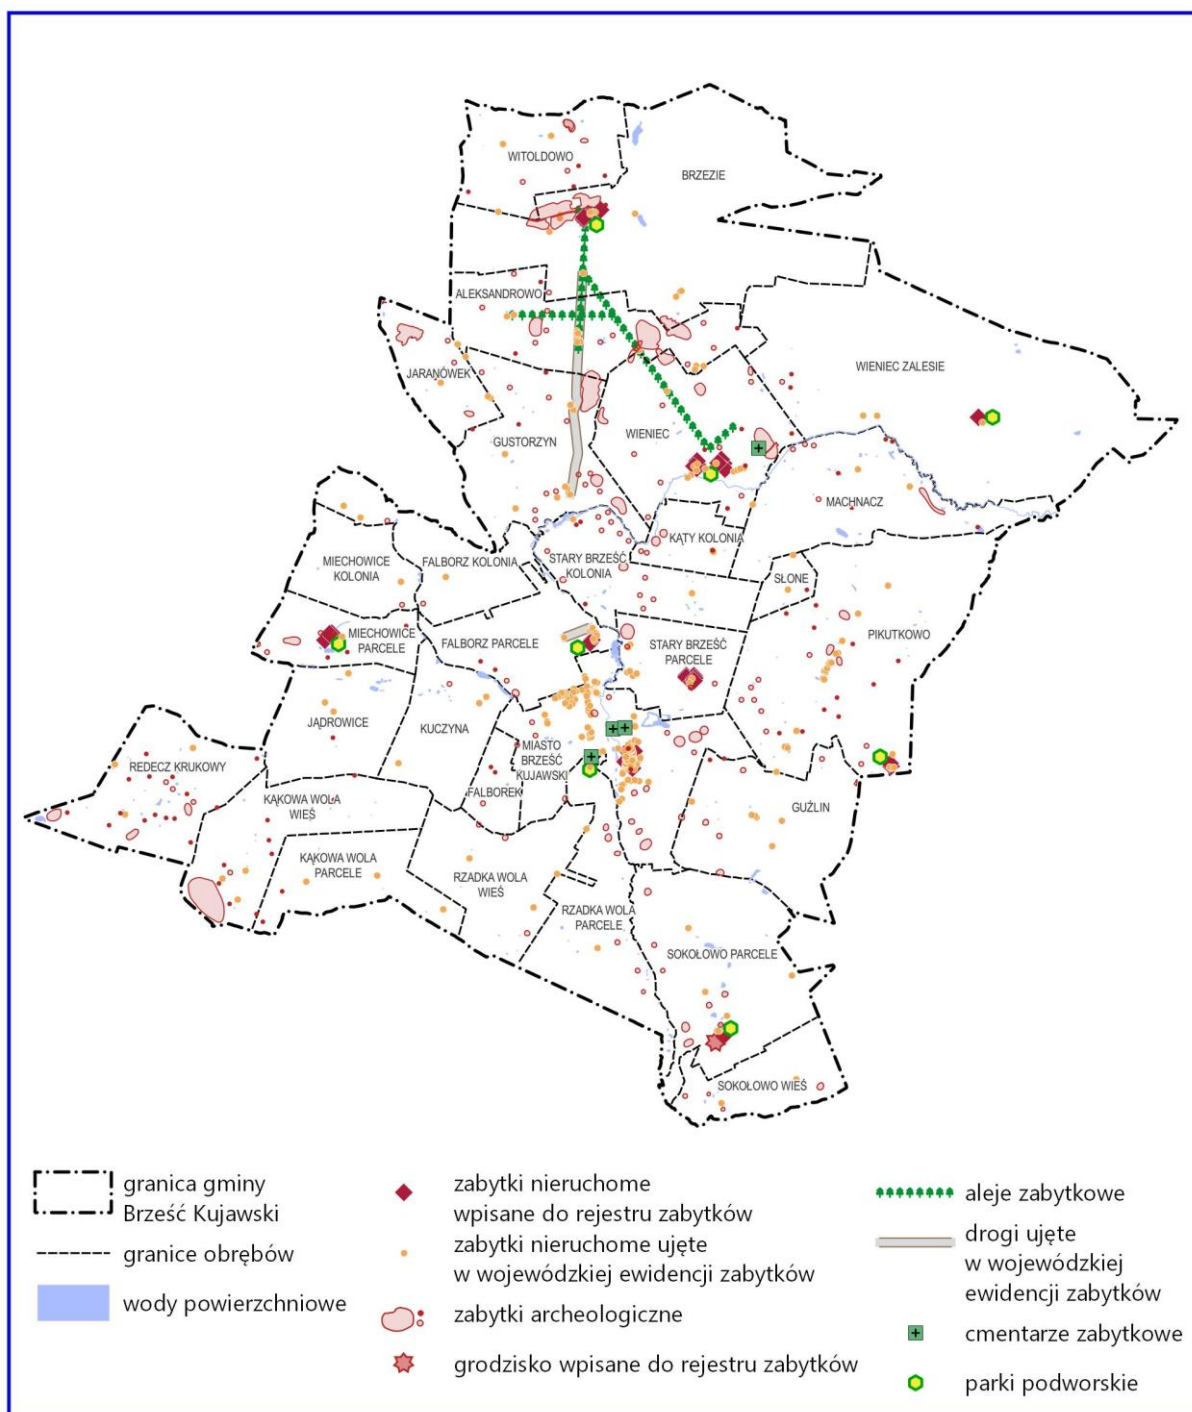 WITOLDOWO
BRZEZIE
ALEKSANDROWO
JARANÓWEK
WIENIEC ZALESIE
GUSTORZYN
WIENIEC
MACHNACZ
KĄTY KOLONIA
MIECHOWICE
KOLONIA
FALBORZ KOLONIA
STARY BRZEŚĆ
KOLONIA
SŁONE
PIKUTKOWO
MIECHOWICE
PARCELE
FALBORZ PARCELE
STARY BRZEŚĆ
PARCELE
JĄDROWICE
KUCZYNA
MIASTO
BRZEŚĆ
KUJAWSKI
REDECZ KRUKOWY
FALBOREK
KĄKOWA WOLA
WIEŚ
GUŹLIN
KĄKOWA WOLA
PARCELE
RZADKA WOLA
WIEŚ
RZADKA WOLA
PARCELE
SOKOŁOWO PARCELE
SOKOŁOWO WIEŚ
granica gminy
Brześć Kujawski
granice obrębów
wody powierzchniowe
zabytki nieruchome
wpisane do rejestru zabytków
zabytki nieruchome ujęte
w wojewódzkiej ewidencji zabytków
zabytki archeologiczne
grodzisko wpisane do rejestru zabytków
aleje zabytkowe
drogi ujęte
w wojewódzkiej
ewidencji zabytków
cmentarze zabytkowe
parki podworskie